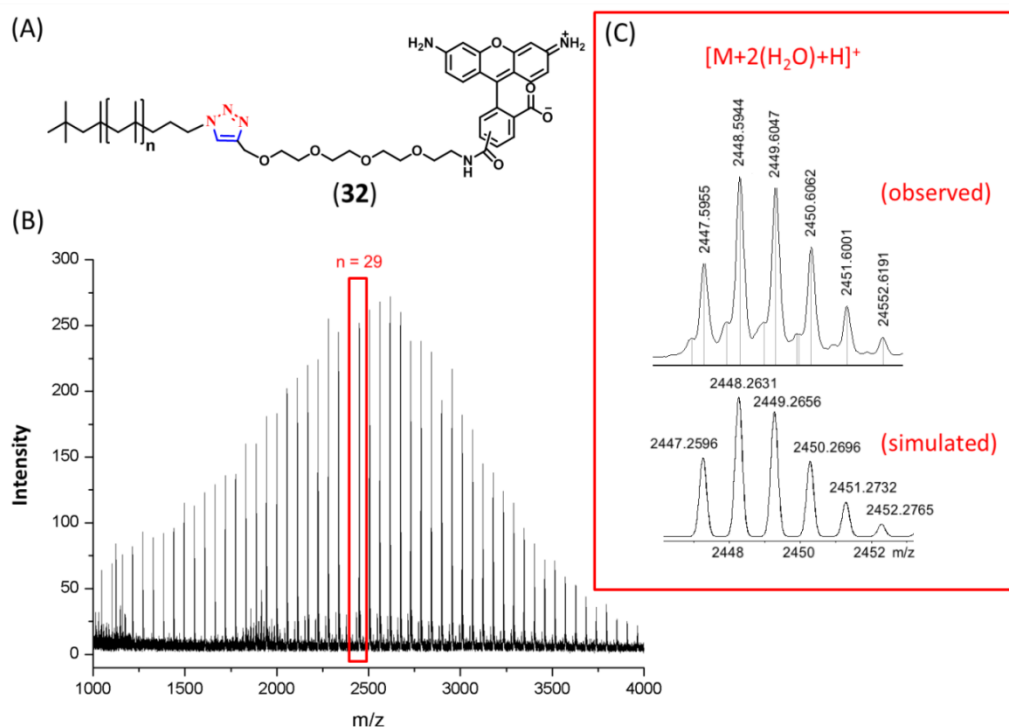 (A)
H₂N
O
NH₂
+
O
O⁻
N
N
N
n
O
O
O
O
N
H
O
(32)
(B)
Intensity
300
250
200
150
100
50
0
n = 29
1000
1500
2000
2500
3000
3500
4000
m/z
(C)
[M+2(H₂O)+H]⁺
2447.5955
2448.5944
2449.6047
2450.6062
2451.6001
24552.6191
(observed)
2448.2631
2449.2656
2447.2596
2450.2696
(simulated)
2451.2732
2452.2765
2448
2450
2452 m/z